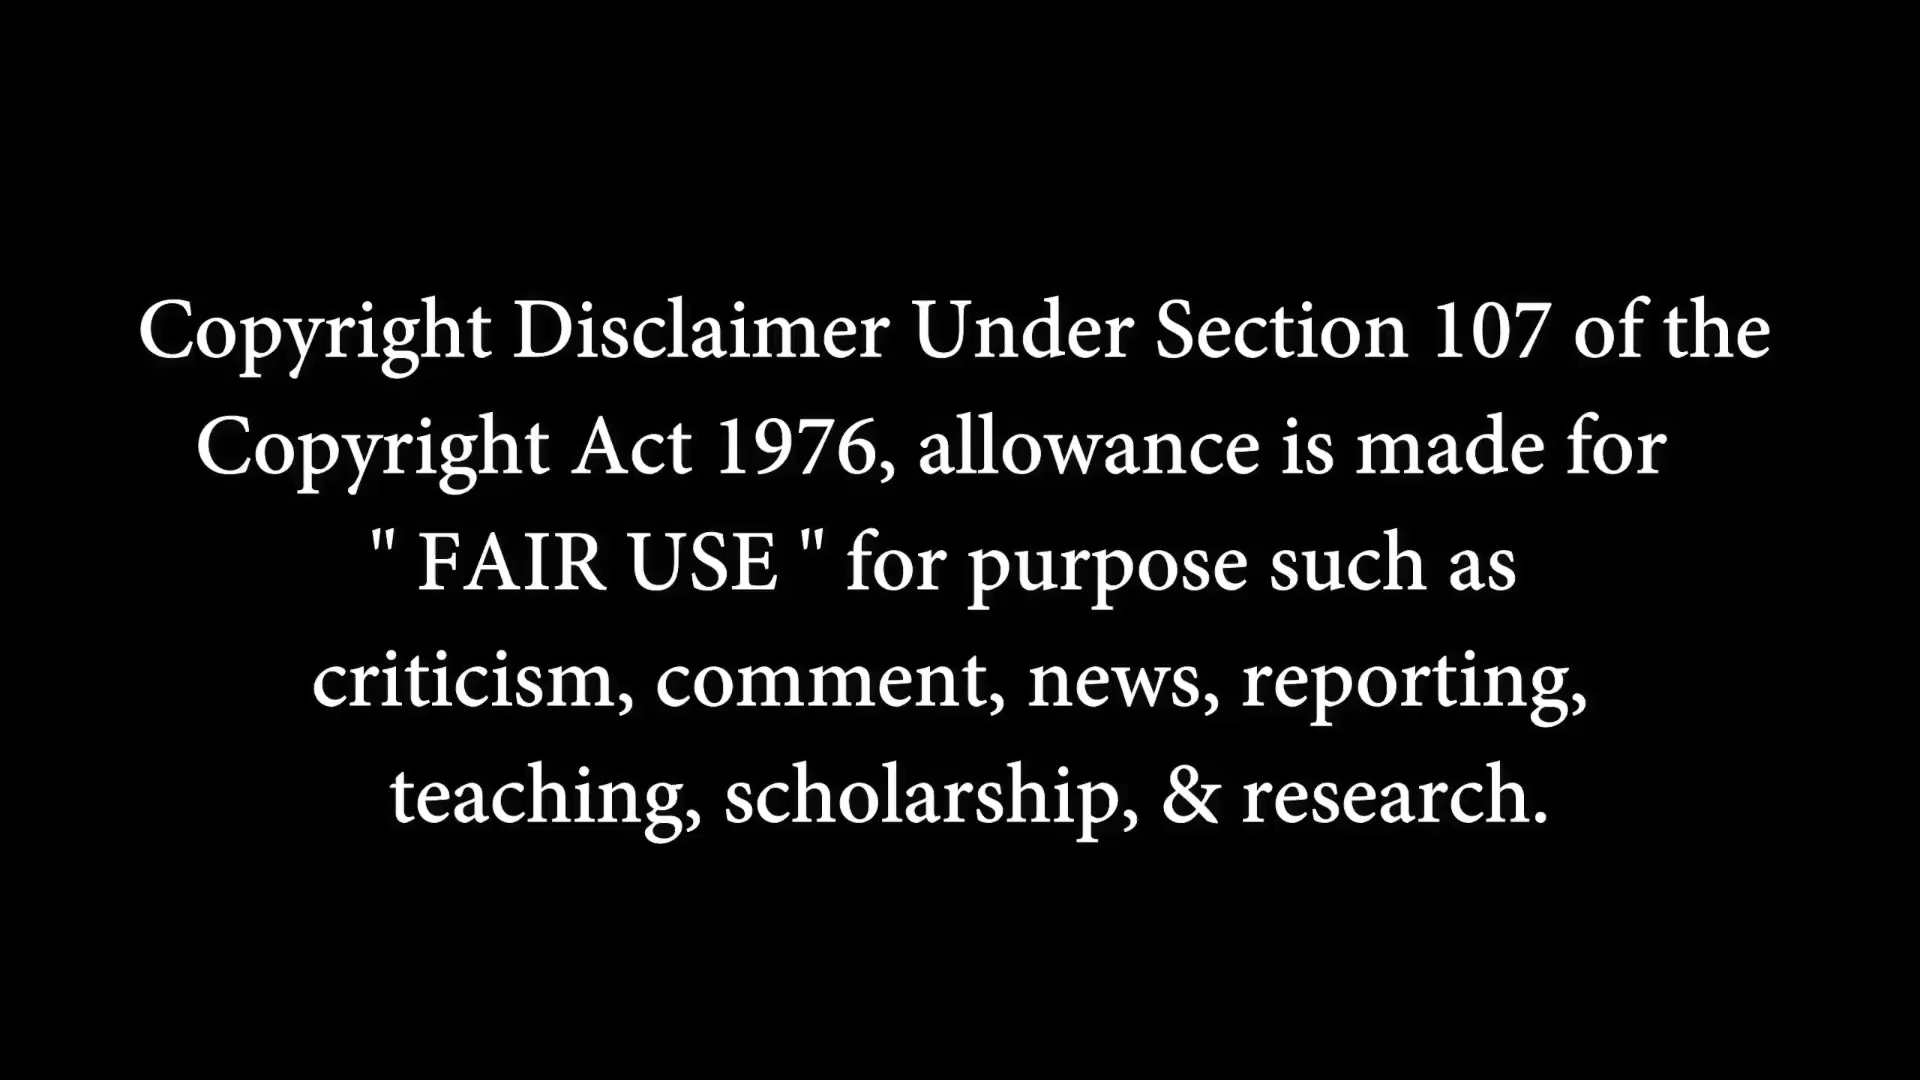 Copyright Disclaimer Under Section 107 of the
Copyright Act 1976, allowance is made for
" FAIR USE " for purpose such as
criticism, comment, news, reporting,
teaching, scholarship, & research.